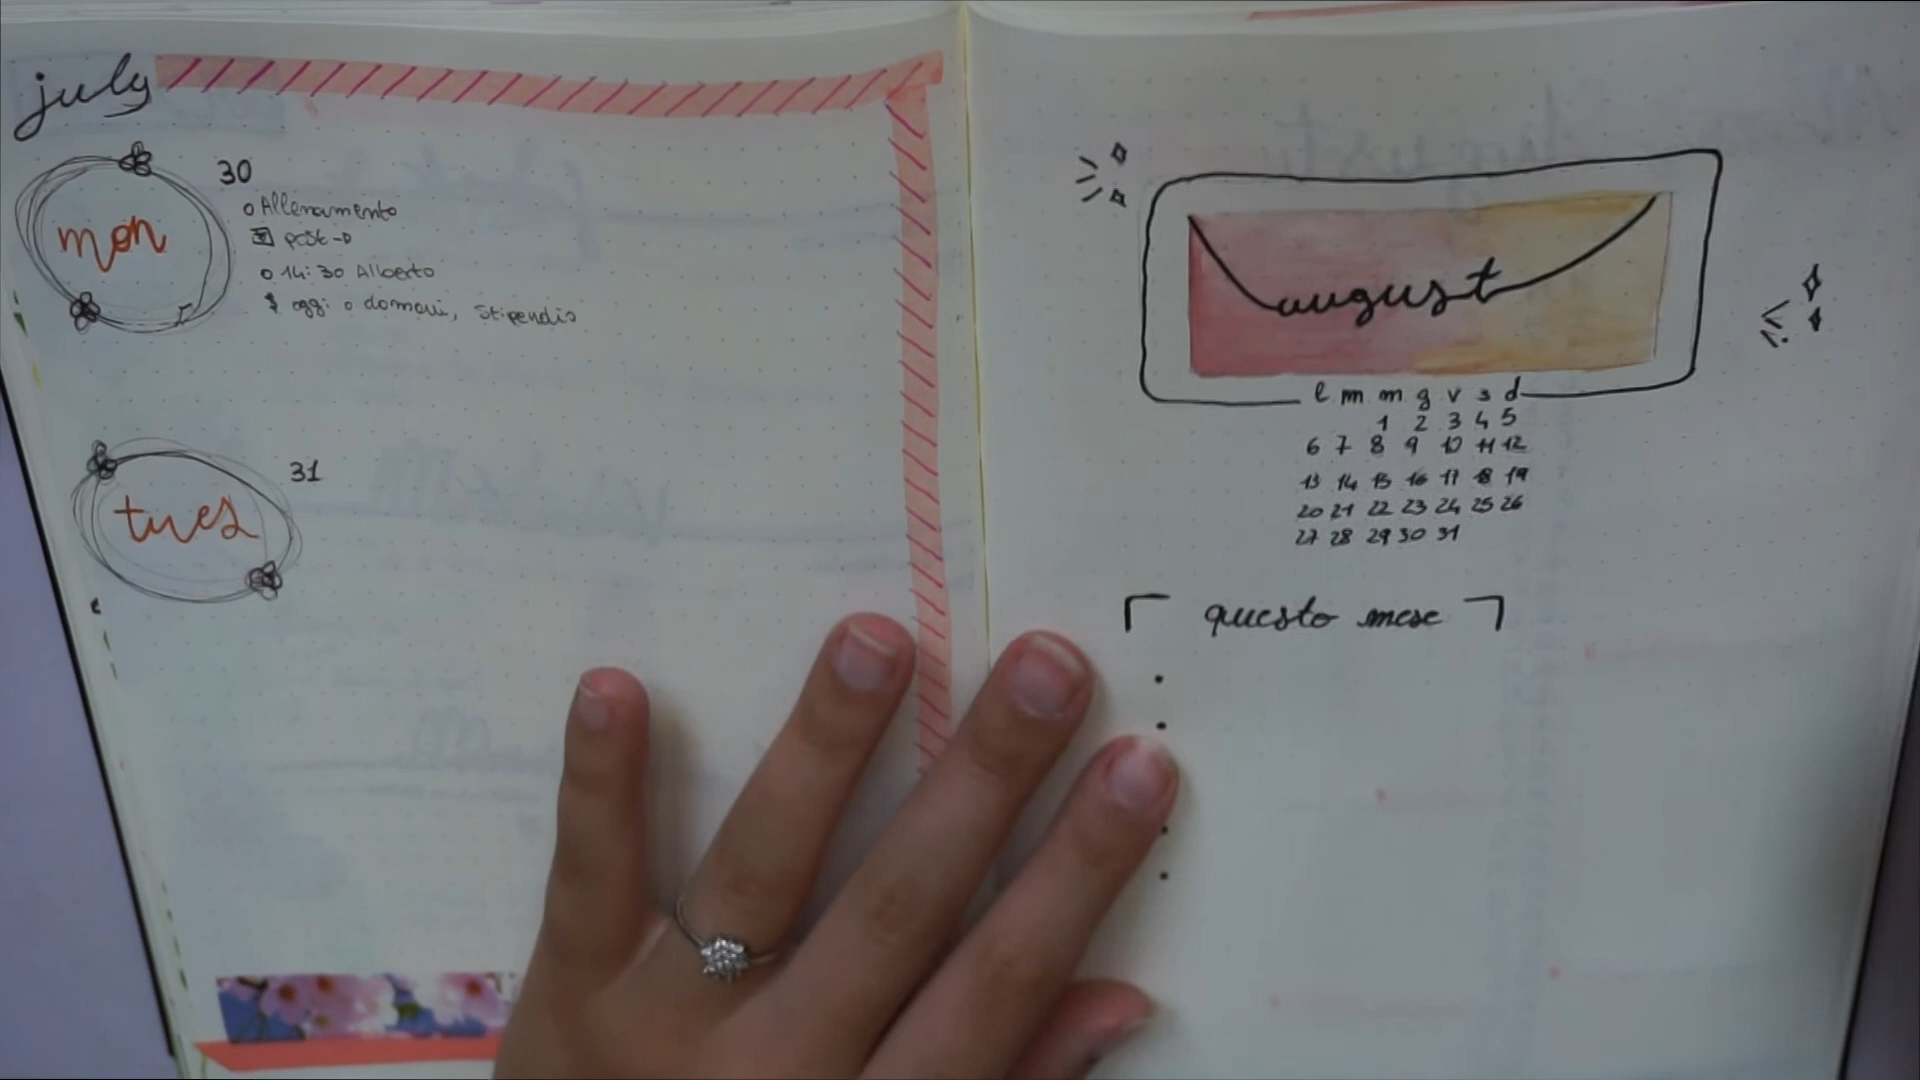 july
mon
30
o Allenamento
post
o 14:30 Alberto
$ oggi o domani, stipendio
tues
31
august
l m m g v s d
1 2 3 4 5
6 7 8 9 10 11 12
13 14 15 16 17 18 19
20 21 22 23 24 25 26
27 28 29 30 31
questo mese